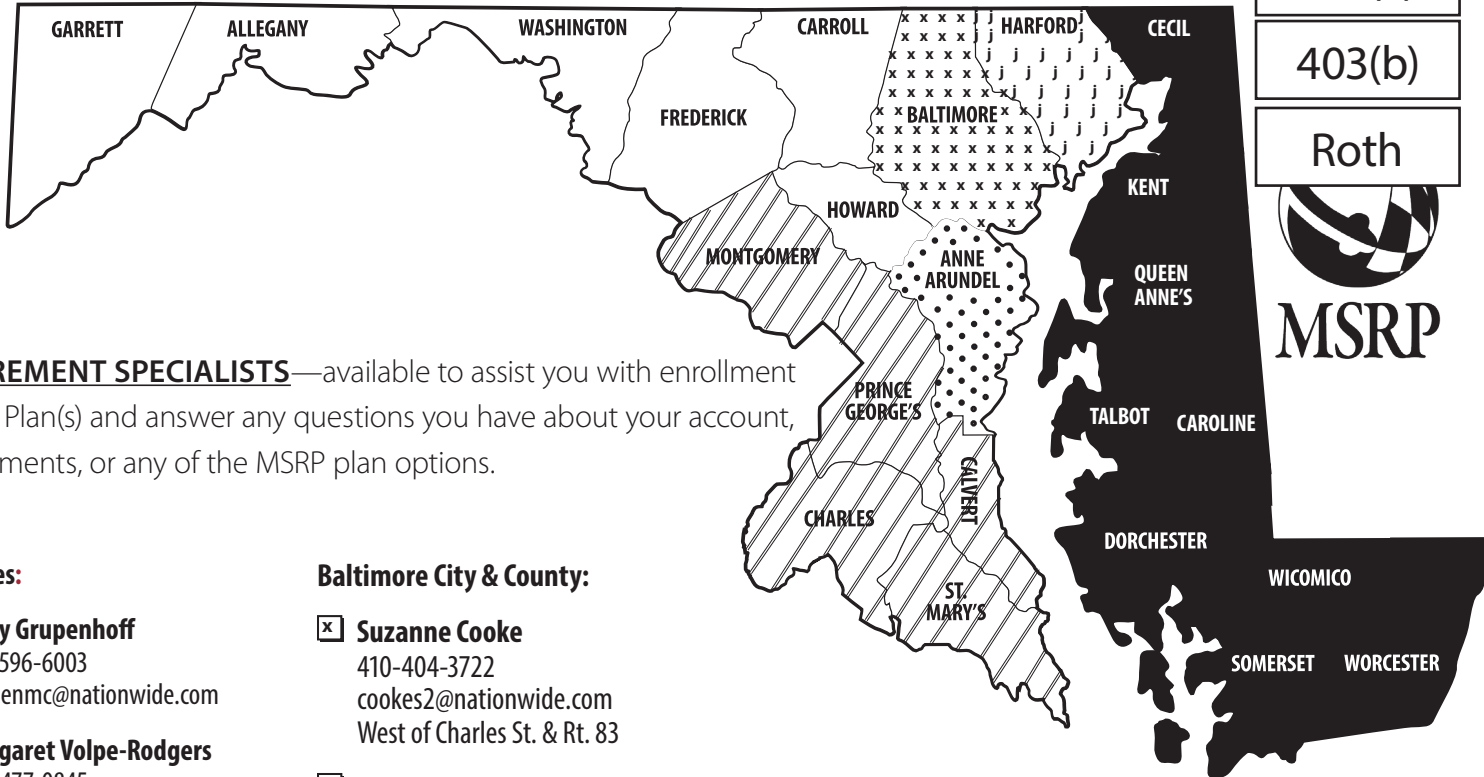 GARRETT
ALLEGANY
WASHINGTON
FREDERICK
CARROLL
BALTIMORE
HARFORD
CECIL
403(b)
Roth
MSRP
KENT
HOWARD
MONTGOMERY
ANNE
ARUNDEL
QUEEN
ANNE'S
PRINCE
GEORGE'S
TALBOT
CAROLINE
CALVERT
CHARLES
DORCHESTER
ST.
MARY'S
WICOMICO
SOMERSET
WORCESTER
REMENT SPECIALISTS—available to assist you with enrollment
Plan(s) and answer any questions you have about your account,
ments, or any of the MSRP plan options.
es:
y Grupenhoff
596-6003
enmc@nationwide.com
garet Volpe-Rodgers
Baltimore City & County:
x Suzanne Cooke
410-404-3722
cookes2@nationwide.com
West of Charles St. & Rt. 83